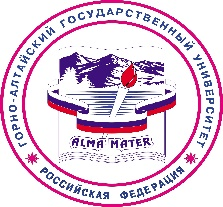 ГОРНО-АЛТАЙСКИЙ ГОСУДАРСТВЕННЫЙ УНИВЕРСИТЕТ
ALMA MATER
РОССИЙСКАЯ ФЕДЕРАЦИЯ